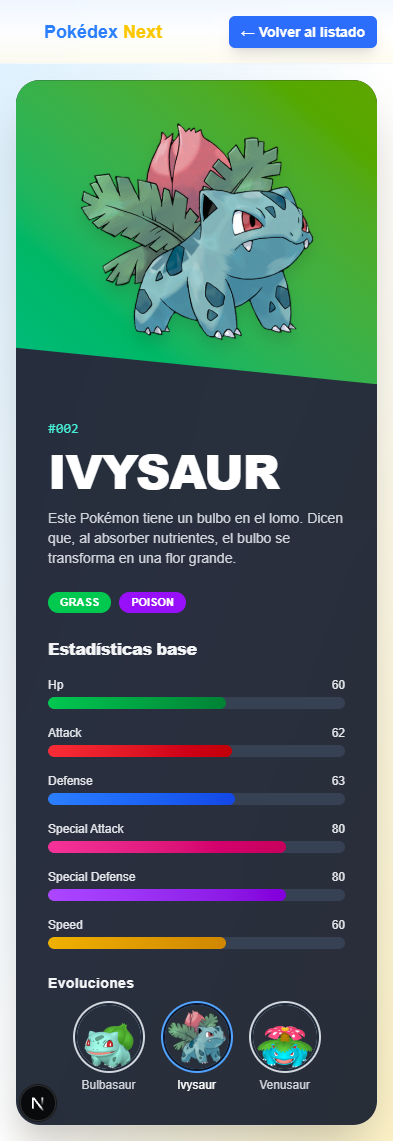 Pokédex Next
← Volver al listado
#002
IVYSAUR
Este Pokémon tiene un bulbo en el lomo. Dicen
que, al absorber nutrientes, el bulbo se
transforma en una flor grande.
GRASS POISON
Estadísticas base
Hp 60
Attack 62
Defense 63
Special Attack 80
Special Defense 80
Speed 60
Evoluciones
Bulbasaur Ivysaur Venusaur
N